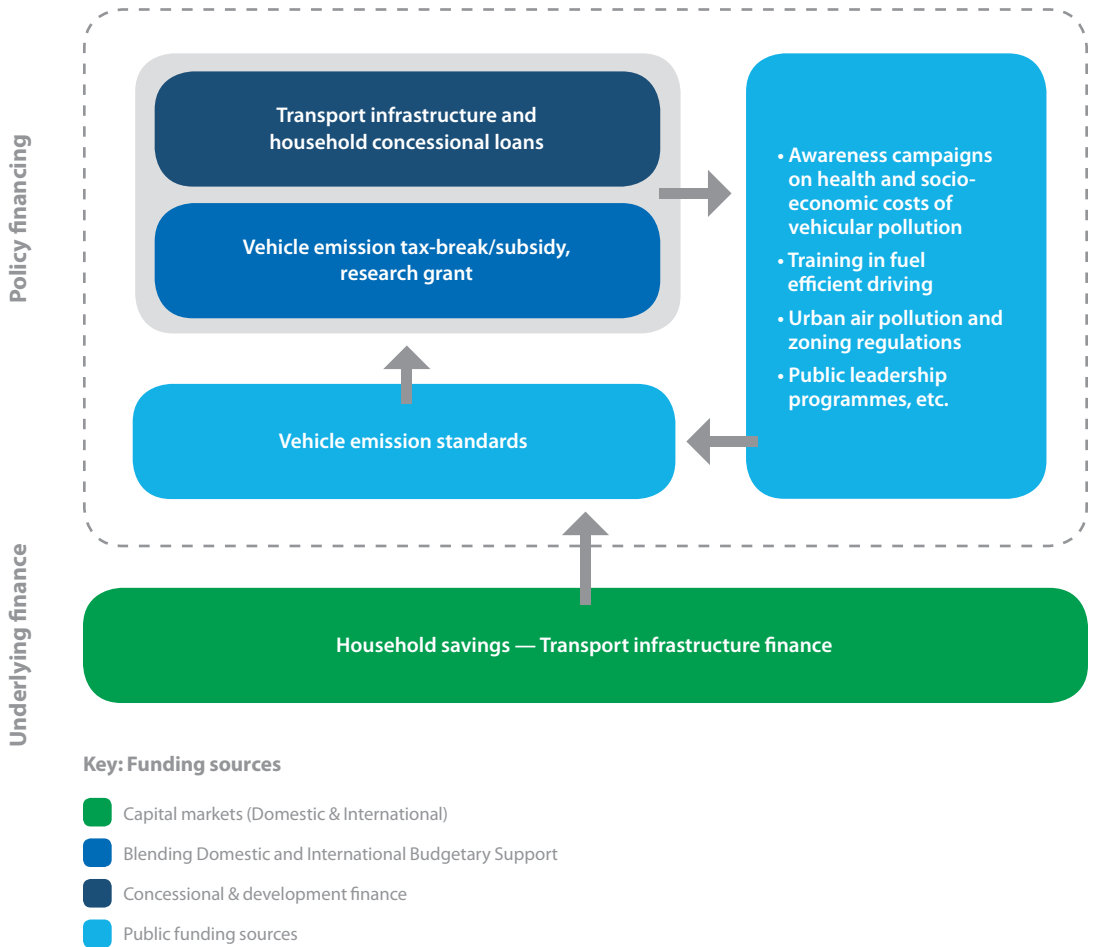 Policy financing
Transport infrastructure and
household concessional loans
Vehicle emission tax-break/subsidy,
research grant
• Awareness campaigns
on health and socio-
economic costs of
vehicular pollution
• Training in fuel
efficient driving
• Urban air pollution and
zoning regulations
• Public leadership
programmes, etc.
Vehicle emission standards
Underlying finance
Household savings — Transport infrastructure finance
Key: Funding sources
Capital markets (Domestic & International)
Blending Domestic and International Budgetary Support
Concessional & development finance
Public funding sources